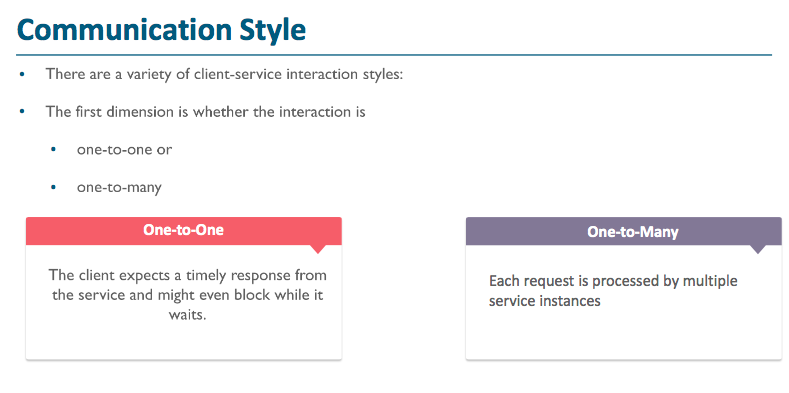 Communication Style
• There are a variety of client-service interaction styles:
• The first dimension is whether the interaction is
• one-to-one or
• one-to-many
One-to-One
The client expects a timely response from
the service and might even block while it
waits.
One-to-Many
Each request is processed by multiple
service instances